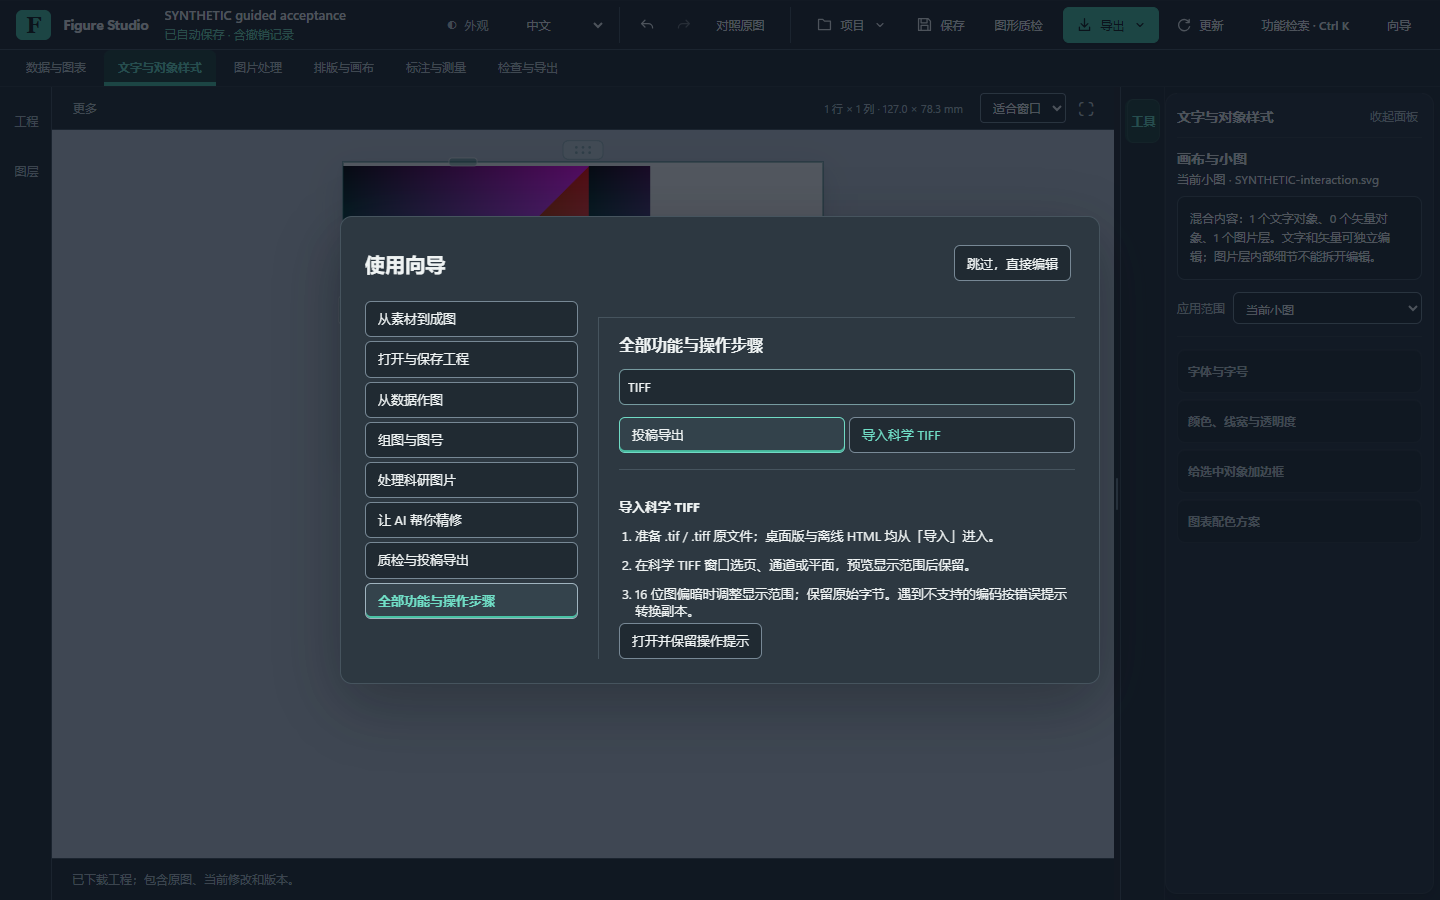 F Figure Studio
SYNTHETIC guided acceptance
已自动保存 · 含撤销记录
外观
中文
对照原图
项目
保存
图形质检
导出
更新
功能检索 · Ctrl K
向导
数据与图表
文字与对象样式
图片处理
排版与画布
标注与测量
检查与导出
工程
图层
更多
1 行 × 1 列 · 127.0 × 78.3 mm
适合窗口
工具
文字与对象样式
收起面板
画布与小图
当前小图 · SYNTHETIC-interaction.svg
混合内容：1 个文字对象、0 个矢量对
象、1 个图片层。文字和矢量可独立编
辑；图片层内部细节不能拆开编辑。
应用范围
当前小图
字体与字号
颜色、线宽与透明度
给选中对象加边框
图表配色方案
使用向导
跳过，直接编辑
从素材到成图
打开与保存工程
从数据作图
组图与图号
处理科研图片
让 AI 帮你精修
质检与投稿导出
全部功能与操作步骤
全部功能与操作步骤
TIFF
投稿导出
导入科学 TIFF
导入科学 TIFF
1. 准备 .tif / .tiff 原文件；桌面版与离线 HTML 均从「导入」进入。
2. 在科学 TIFF 窗口选页、通道或平面，预览显示范围后保留。
3. 16 位图偏暗时调整显示范围；保留原始字节。遇到不支持的编码按错误提示
转换副本。
打开并保留操作提示
已下载工程；包含原图、当前修改和版本。